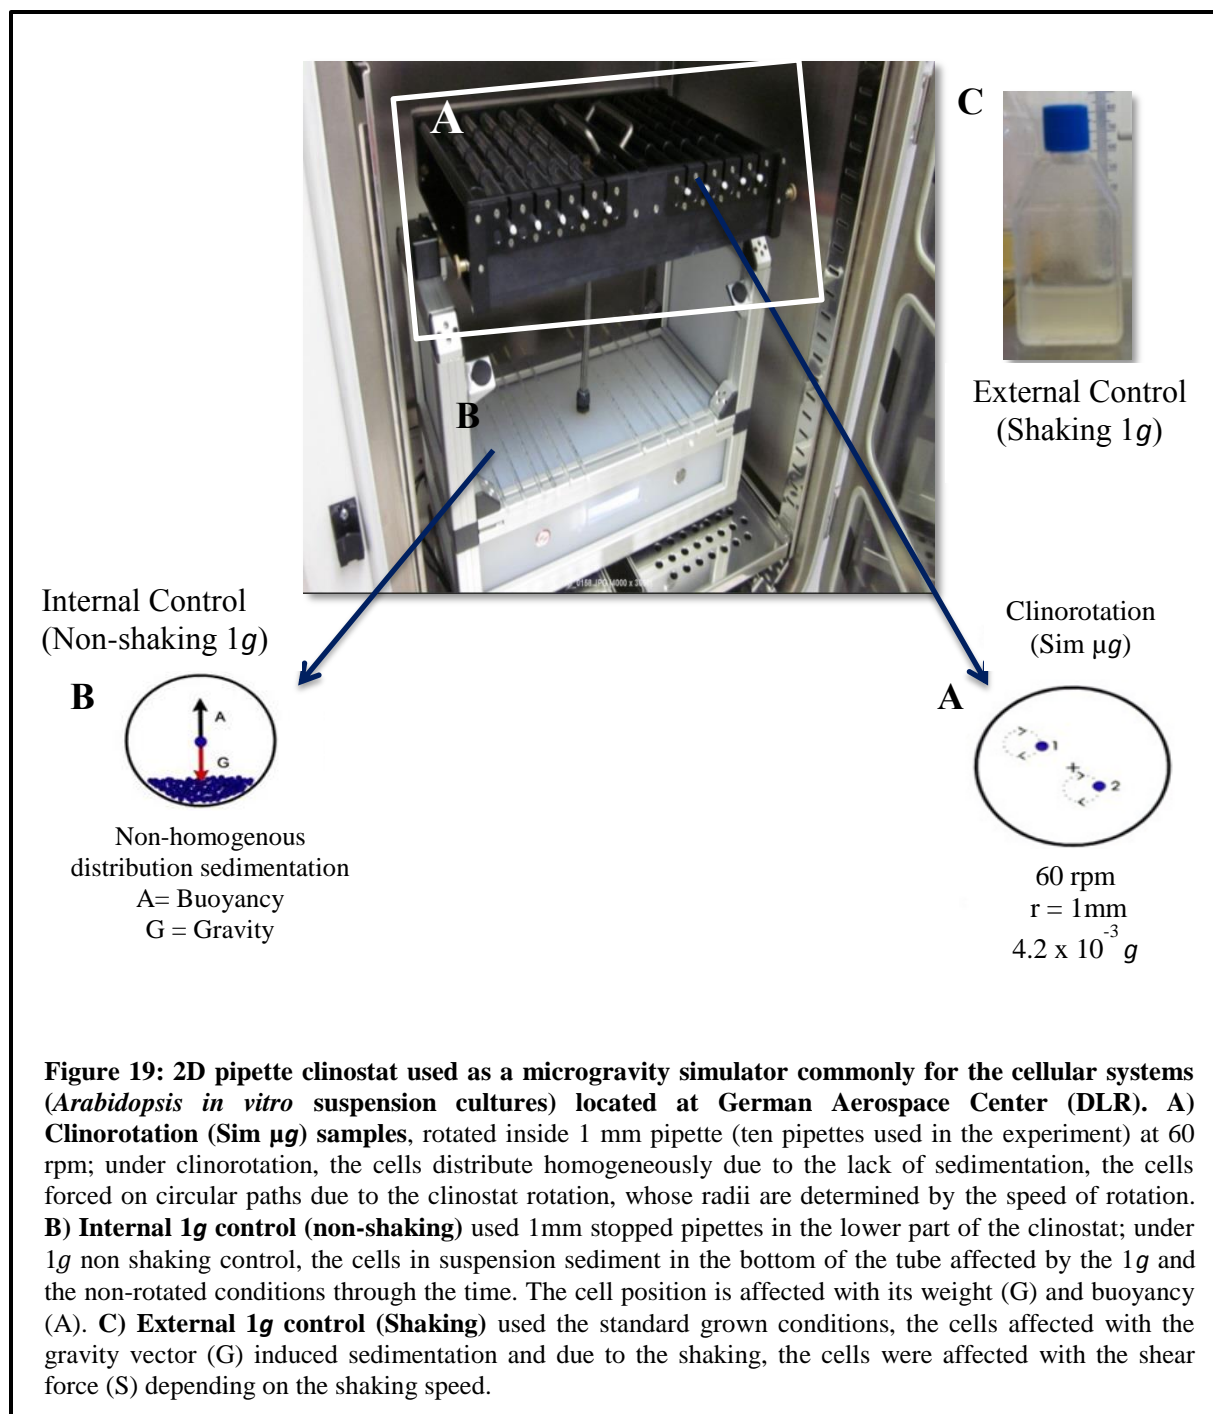 A
C
B
External Control
(Shaking 1g)
Internal Control
(Non-shaking 1g)
Clinorotation
(Sim µg)
B
A
G
A
1
2
Non-homogenous
distribution sedimentation
A= Buoyancy
G = Gravity
60 rpm
r = 1mm
4.2 x 10⁻³ g
Figure 19: 2D pipette clinostat used as a microgravity simulator commonly for the cellular systems
(Arabidopsis in vitro suspension cultures) located at German Aerospace Center (DLR). A)
Clinorotation (Sim µg) samples, rotated inside 1 mm pipette (ten pipettes used in the experiment) at 60
rpm; under clinorotation, the cells distribute homogeneously due to the lack of sedimentation, the cells
forced on circular paths due to the clinostat rotation, whose radii are determined by the speed of rotation.
B) Internal 1g control (non-shaking) used 1mm stopped pipettes in the lower part of the clinostat; under
1g non shaking control, the cells in suspension sediment in the bottom of the tube affected by the 1g and
the non-rotated conditions through the time. The cell position is affected with its weight (G) and buoyancy
(A). C) External 1g control (Shaking) used the standard grown conditions, the cells affected with the
gravity vector (G) induced sedimentation and due to the shaking, the cells were affected with the shear
force (S) depending on the shaking speed.